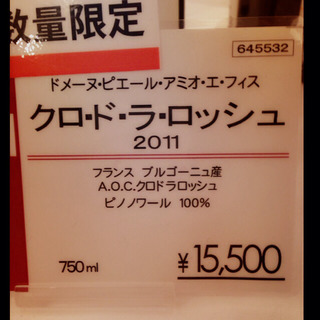 数量限定
645532
ドメーヌ・ピエール・アミオ・エ・フィス
クロ・ド・ラ・ロッシュ
2011
フランス ブルゴーニュ産
A.O.C.クロドラロッシュ
ピノノワール 100%
750ml
¥15,500